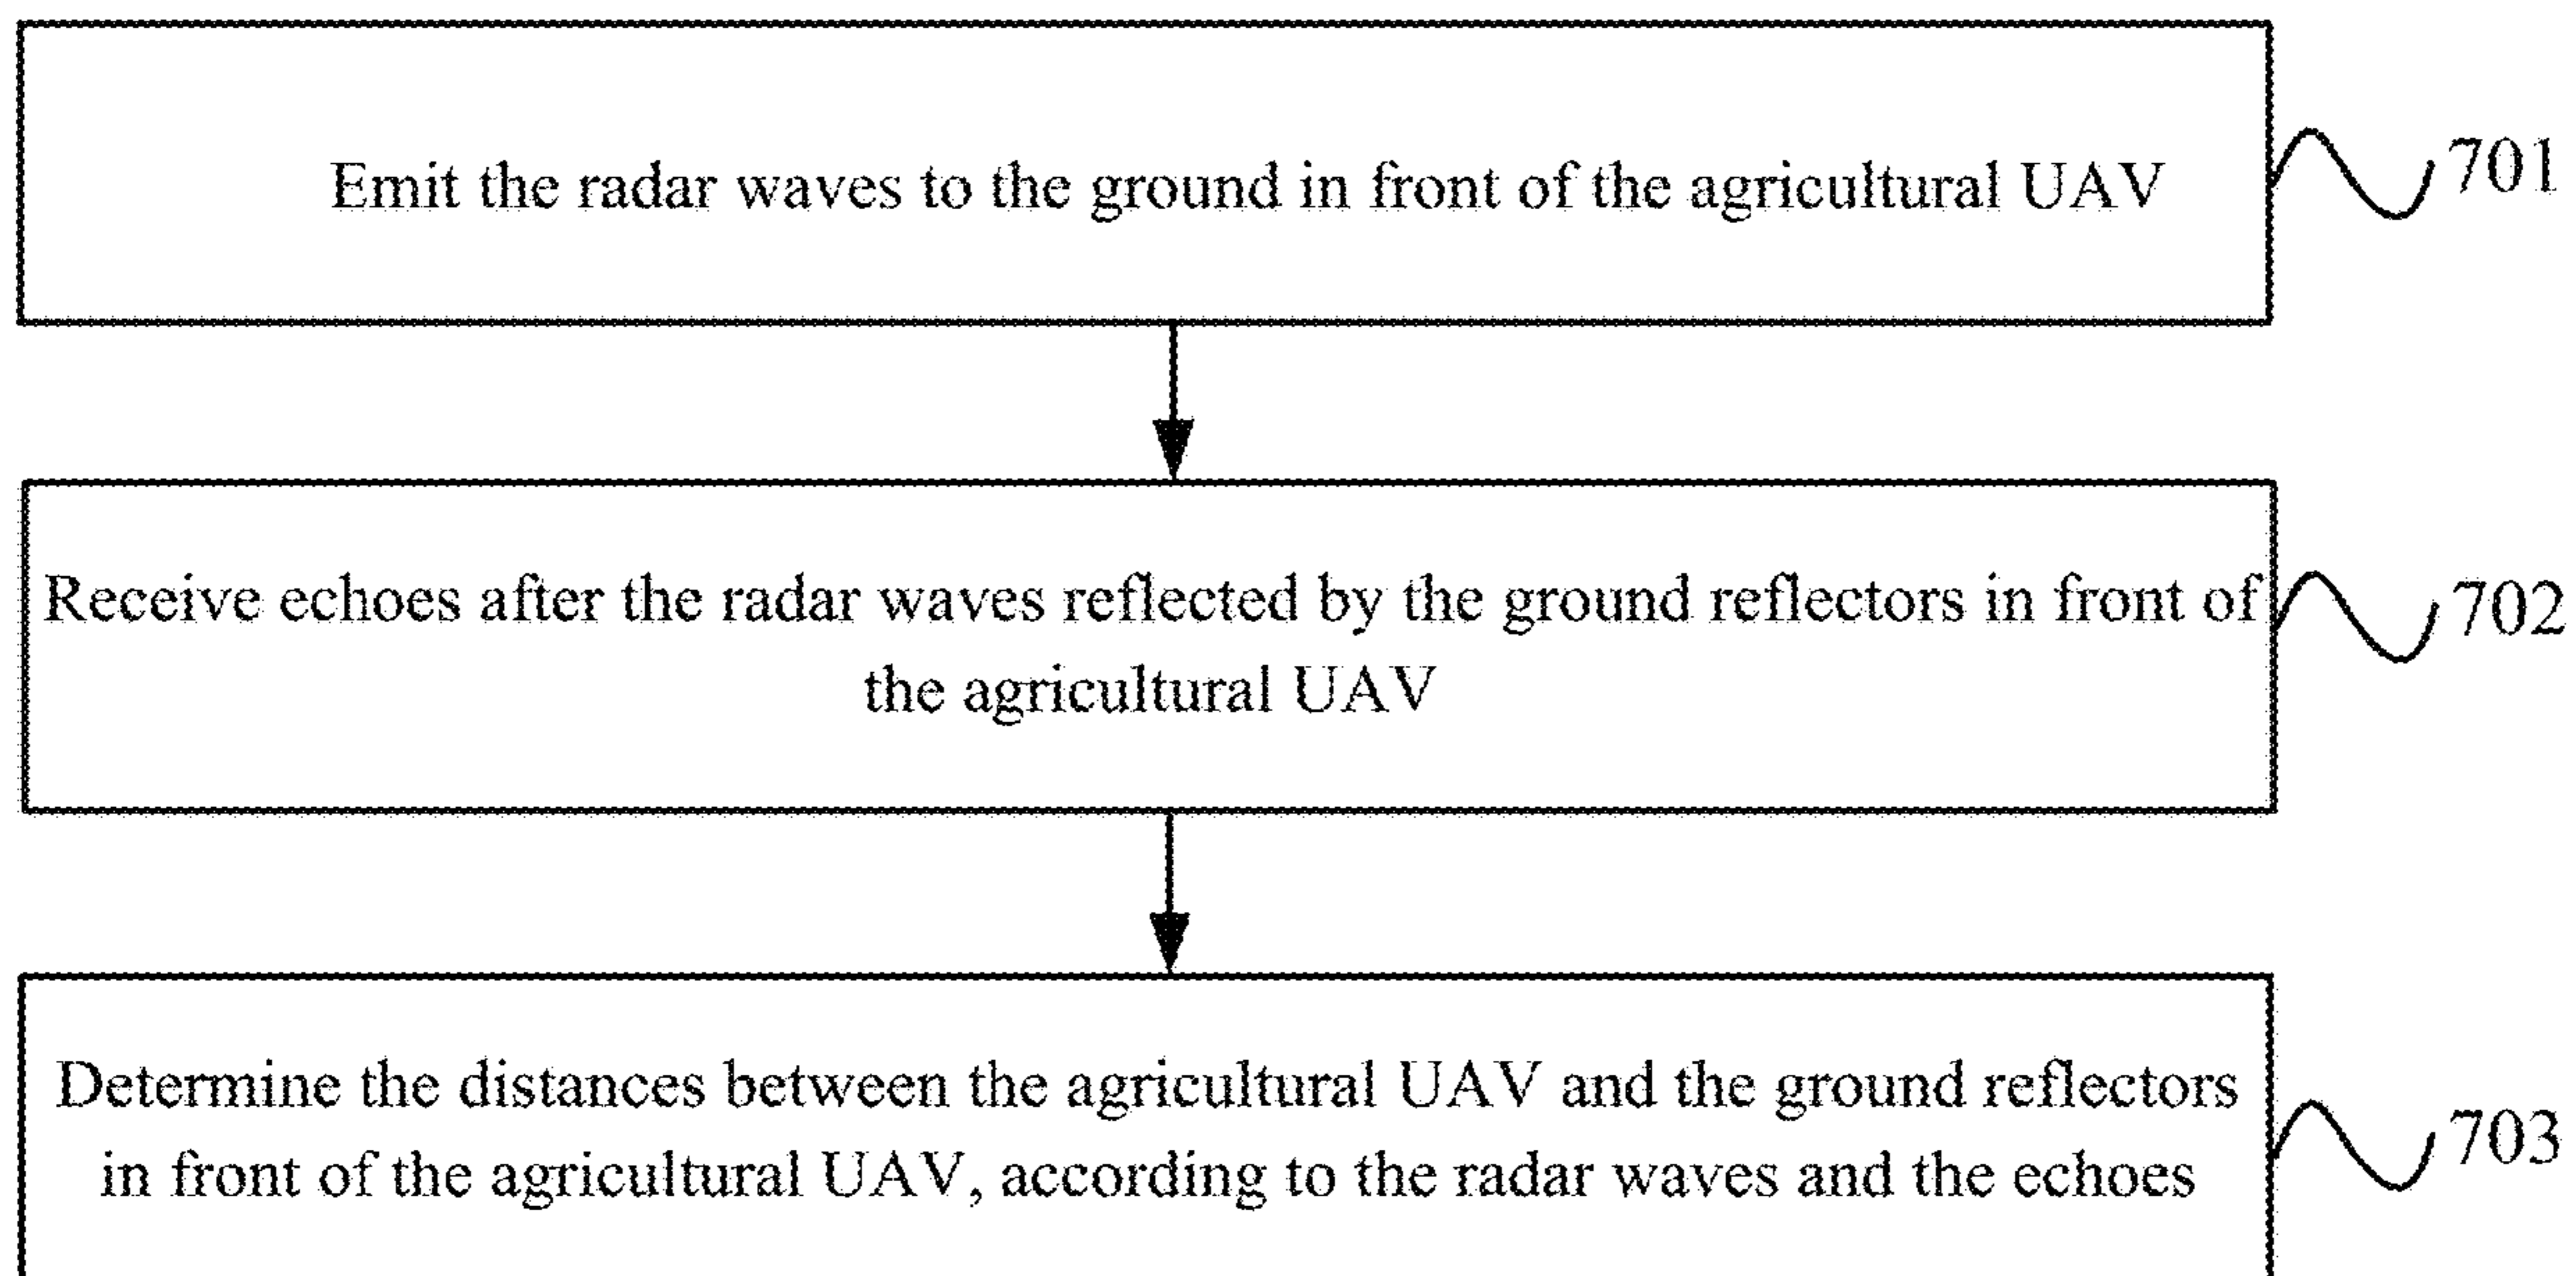 Emit the radar waves to the ground in front of the agricultural UAV
701
Receive echoes after the radar waves reflected by the ground reflectors in front of
the agricultural UAV
702
Determine the distances between the agricultural UAV and the ground reflectors
in front of the agricultural UAV, according to the radar waves and the echoes
703